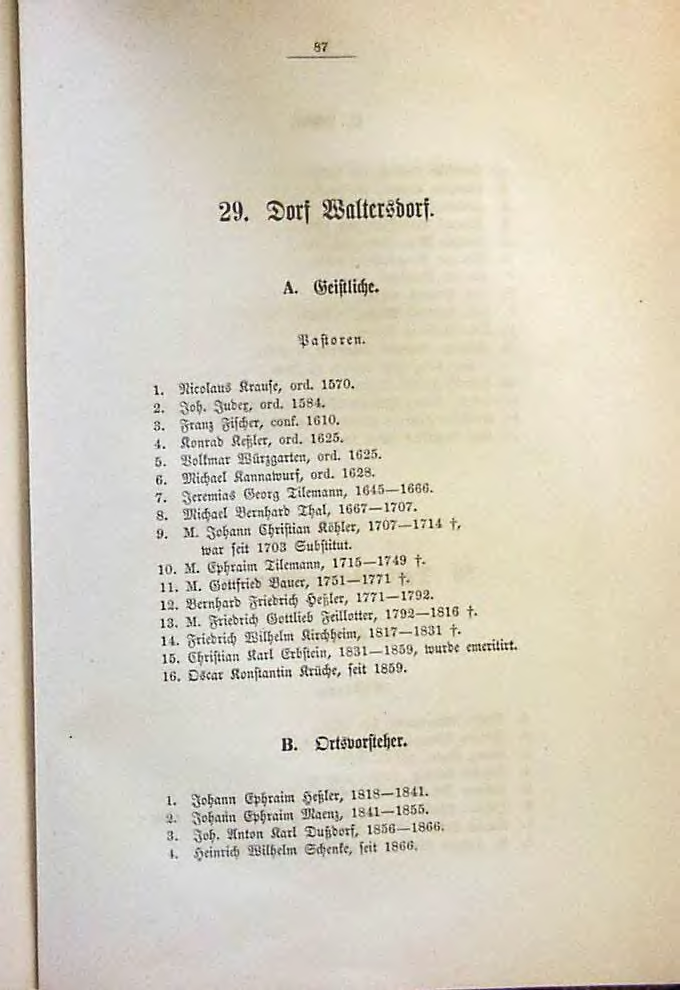 87
29. Dorf Waltersdorf.
A. Geistliche.
Pastoren.
1. Nicolaus Krause, ord. 1570.
2. Joh. Juder, ord. 1584.
3. Franz Fischer, conf. 1610.
4. Konrad Keßler, ord. 1625.
5. Volkmar Würzgarten, ord. 1625.
6. Michael Kannawurf, ord. 1628.
7. Jeremias Georg Tilemann, 1645—1666.
8. Michael Bernhard Thal, 1667—1707.
9. M. Johann Christian Köhler, 1707—1714 †,
war seit 1703 Substitut.
10. M. Ephraim Tilemann, 1715—1749 †.
11. M. Gottfried Bauer, 1751—1771 †.
12. Bernhard Friedrich Heßler, 1771—1792.
13. M. Friedrich Gottlieb Feillotter, 1792—1816 †.
14. Friedrich Wilhelm Kirchheim, 1817—1831 †.
15. Christian Karl Erbstein, 1831—1859, wurde emeritirt.
16. Oscar Konstantin Krüche, seit 1859.
B. Ortsvorsteher.
1. Johann Ephraim Heßler, 1818—1841.
2. Johann Ephraim Maenz, 1841—1855.
3. Joh. Anton Karl Dußdorf, 1856—1866.
4. Heinrich Wilhelm Schenke, seit 1866.